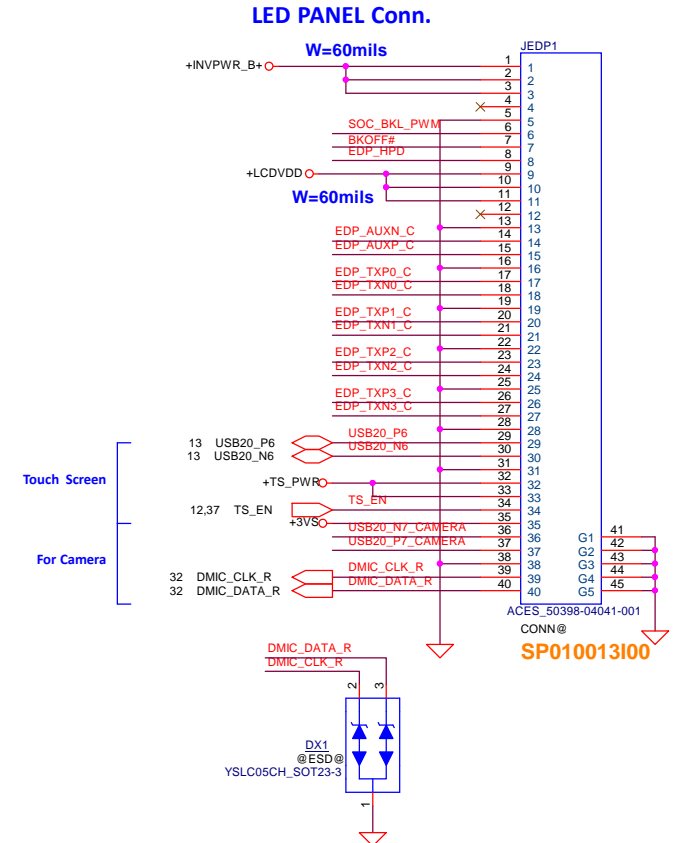 LED PANEL Conn.
W=60mils
JEDP1
+INVPWR_B+
1 1
2 2
3 3
4 4
5 5
SOC_BKL_PWM 6 6
BKOFF# 7 7
EDP_HPD 8 8
+LCDVDD 9 9
10 10
W=60mils 11 11
12 12
13 13
EDP_AUXN_C 14 14
EDP_AUXP_C 15 15
16 16
EDP_TXP0_C 17 17
EDP_TXN0_C 18 18
19 19
EDP_TXP1_C 20 20
EDP_TXN1_C 21 21
22 22
EDP_TXP2_C 23 23
EDP_TXN2_C 24 24
25 25
EDP_TXP3_C 26 26
EDP_TXN3_C 27 27
28 28
13 USB20_P6 USB20_P6 29 29
13 USB20_N6 USB20_N6 30 30
31 31
Touch Screen
+TS_PWR 32 32
33 33
12,37 TS_EN TS_EN 34 34
+3VS 35 35
USB20_N7_CAMERA 36 36 G1 41
USB20_P7_CAMERA 37 37 G2 42
For Camera
38 38 G3 43
32 DMIC_CLK_R DMIC_CLK_R 39 39 G4 44
32 DMIC_DATA_R DMIC_DATA_R 40 40 G5 45
ACES_50398-04041-001
CONN@
SP010013I00
DMIC_DATA_R
DMIC_CLK_R
2 3
DX1
@ESD@
YSLC05CH_SOT23-3
1